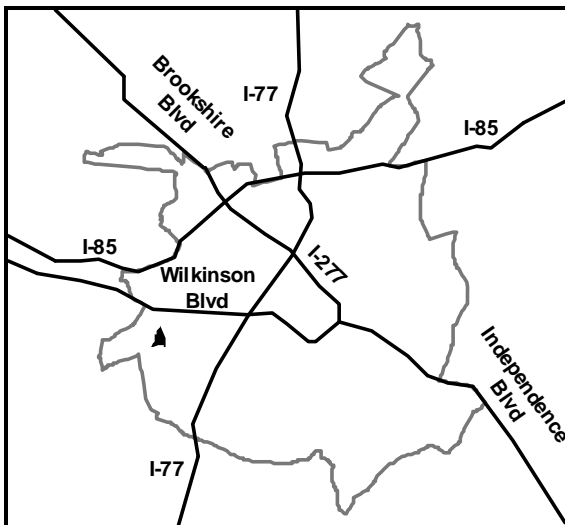 Brookshire
Blvd
I-77
I-85
I-85
I-277
Wilkinson
Blvd
Independence
Blvd
I-77